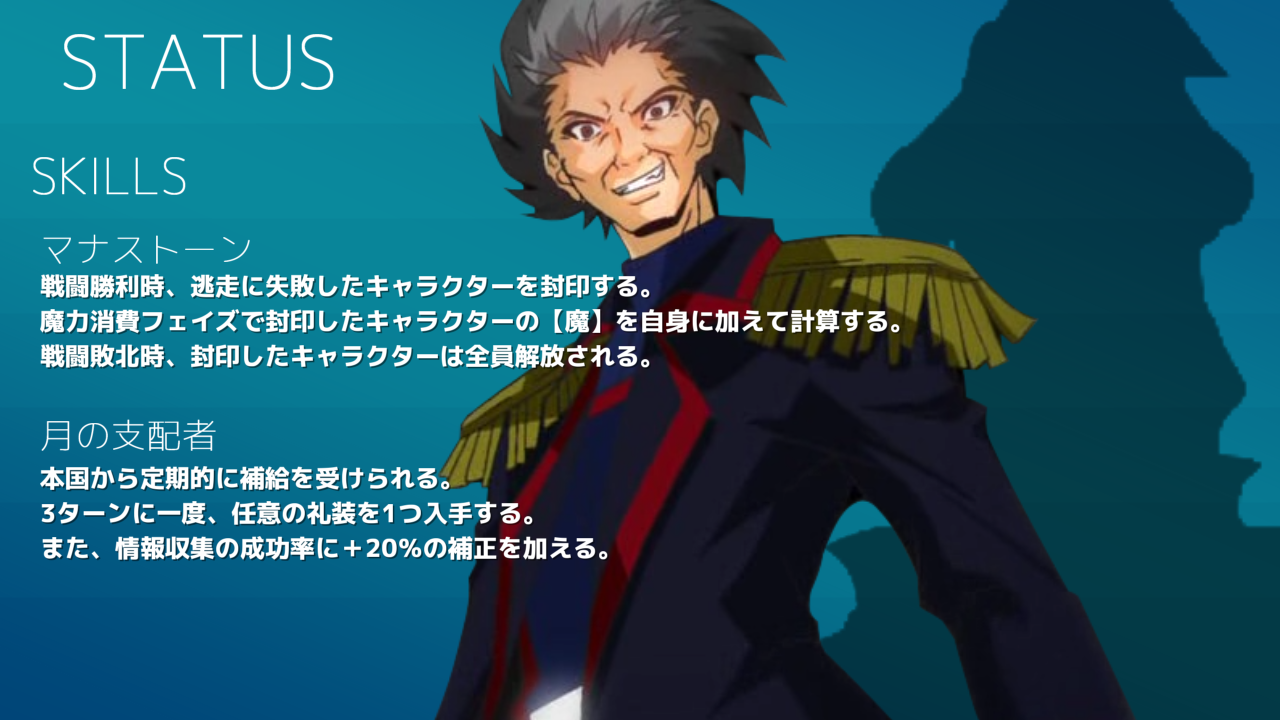 STATUS
SKILLS
マナストーン
戦闘勝利時、逃走に失敗したキャラクターを封印する。
魔力消費フェイズで封印したキャラクターの【魔】を自身に加えて計算する。
戦闘敗北時、封印したキャラクターは全員解放される。
月の支配者
本国から定期的に補給を受けられる。
3ターンに一度、任意の礼装を1つ入手する。
また、情報収集の成功率に＋20%の補正を加える。